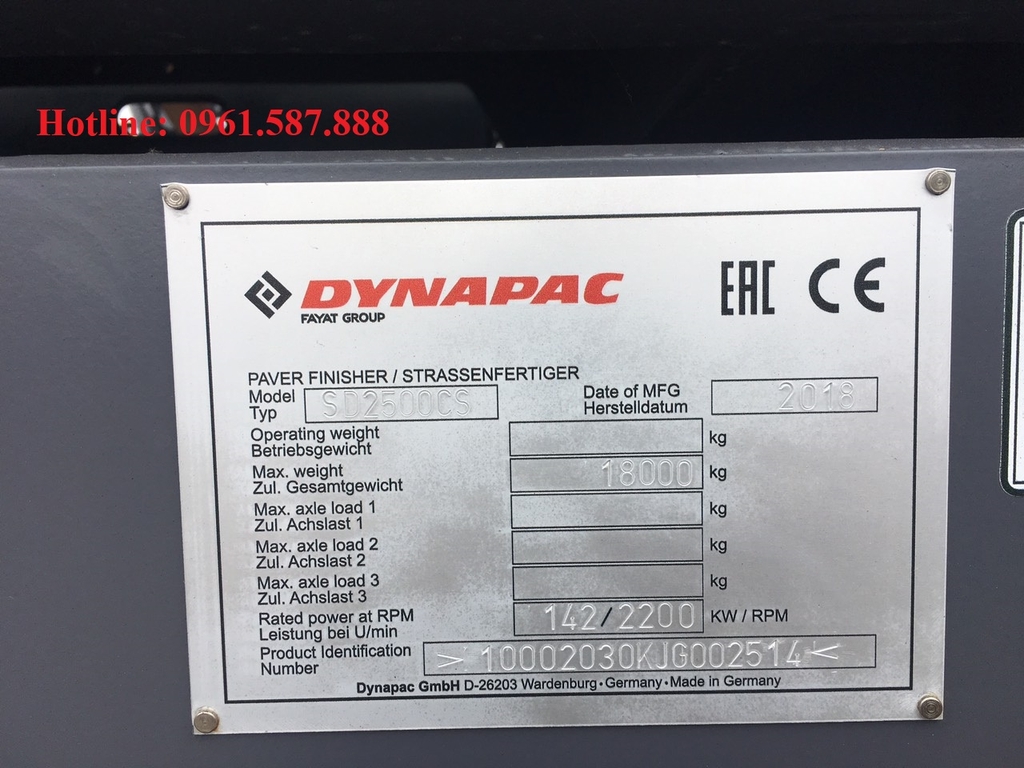 Hotline: 0961.587.888
DYNAPAC
FAYAT GROUP
EAC CE
PAVER FINISHER / STRASSENFERTIGER
Model
Typ
SD2500CS
Date of MFG
Herstelldatum
2018
Operating weight
Betriebsgewicht
kg
Max. weight
Zul. Gesamtgewicht
18000 kg
Max. axle load 1
Zul. Achslast 1
kg
Max. axle load 2
Zul. Achslast 2
kg
Max. axle load 3
Zul. Achslast 3
kg
Rated power at RPM
Leistung bei U/min
142/2200 KW / RPM
Product Identification
Number
>10002030KJG002514<
Dynapac GmbH D-26203 Wardenburg•Germany•Made in Germany